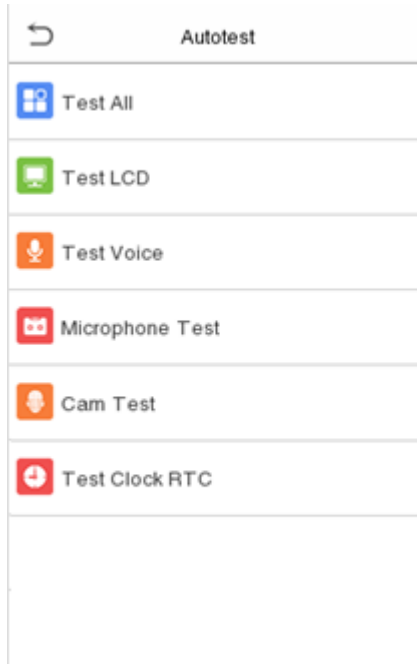 Autotest
Test All
Test LCD
Test Voice
Microphone Test
Cam Test
Test Clock RTC